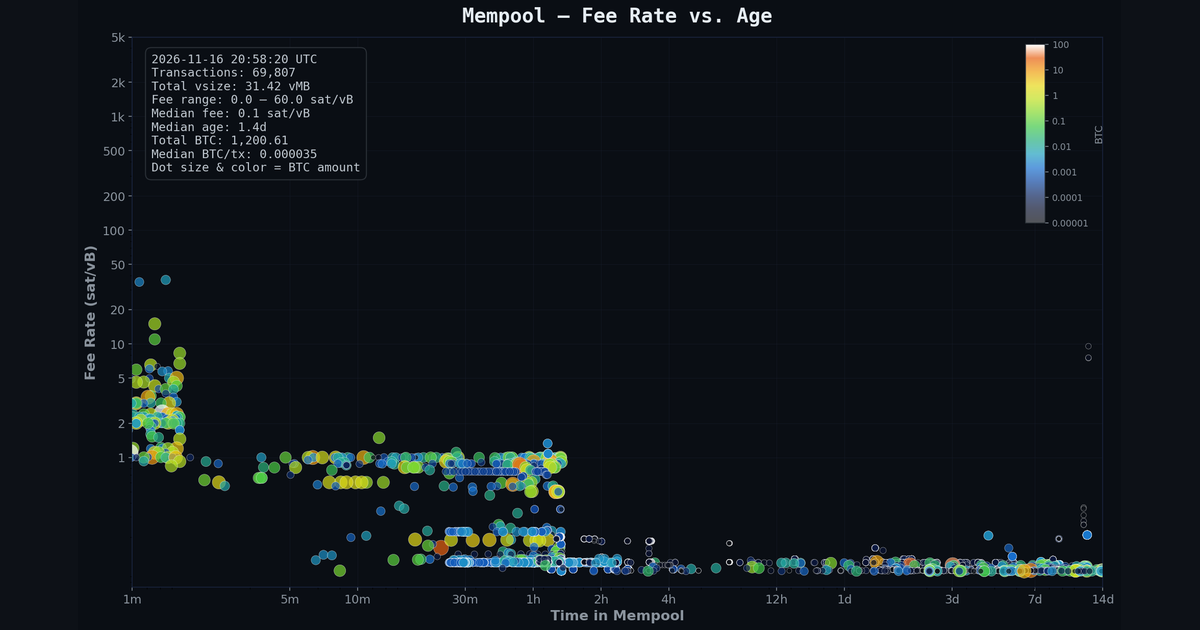 Mempool — Fee Rate vs. Age
2026-11-16 20:58:20 UTC
Transactions: 69,807
Total vsize: 31.42 vMB
Fee range: 0.0 – 60.0 sat/vB
Median fee: 0.1 sat/vB
Median age: 1.4d
Total BTC: 1,200.61
Median BTC/tx: 0.000035
Dot size & color = BTC amount
100
10
1
0.1
0.01
0.001
0.0001
0.00001
BTC
Fee Rate (sat/vB)
5k
2k
1k
500
200
100
50
20
10
5
2
1
1m
5m
10m
30m
1h
2h
4h
12h
1d
3d
7d
14d
Time in Mempool